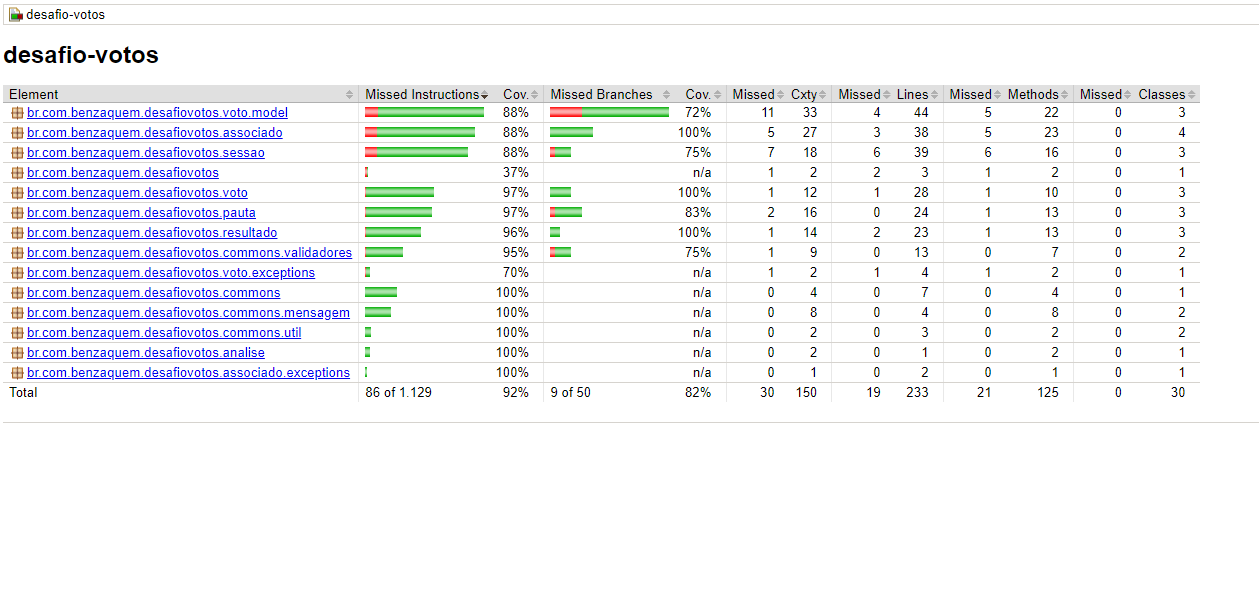 desafio-votos
desafio-votos
Element Missed Instructions Cov. Missed Branches Cov. Missed Cxty Missed Lines Missed Methods Missed Classes
br.com.benzaquem.desafiovotos.voto.model 88% 72% 11 33 4 44 5 22 0 3
br.com.benzaquem.desafiovotos.associado 88% 100% 5 27 3 38 5 23 0 4
br.com.benzaquem.desafiovotos.sessao 88% 75% 7 18 6 39 6 16 0 3
br.com.benzaquem.desafiovotos 37% n/a 1 2 2 3 1 2 0 1
br.com.benzaquem.desafiovotos.voto 97% 100% 1 12 1 28 1 10 0 3
br.com.benzaquem.desafiovotos.pauta 97% 83% 2 16 0 24 1 13 0 3
br.com.benzaquem.desafiovotos.resultado 96% 100% 1 14 2 23 1 13 0 3
br.com.benzaquem.desafiovotos.commons.validadores 95% 75% 1 9 0 13 0 7 0 2
br.com.benzaquem.desafiovotos.voto.exceptions 70% n/a 1 2 1 4 1 2 0 1
br.com.benzaquem.desafiovotos.commons 100% n/a 0 4 0 7 0 4 0 1
br.com.benzaquem.desafiovotos.commons.mensagem 100% n/a 0 8 0 4 0 8 0 2
br.com.benzaquem.desafiovotos.commons.util 100% n/a 0 2 0 3 0 2 0 2
br.com.benzaquem.desafiovotos.analise 100% n/a 0 2 0 1 0 2 0 1
br.com.benzaquem.desafiovotos.associado.exceptions 100% n/a 0 1 0 2 0 1 0 1
Total 86 of 1.129 92% 9 of 50 82% 30 150 19 233 21 125 0 30